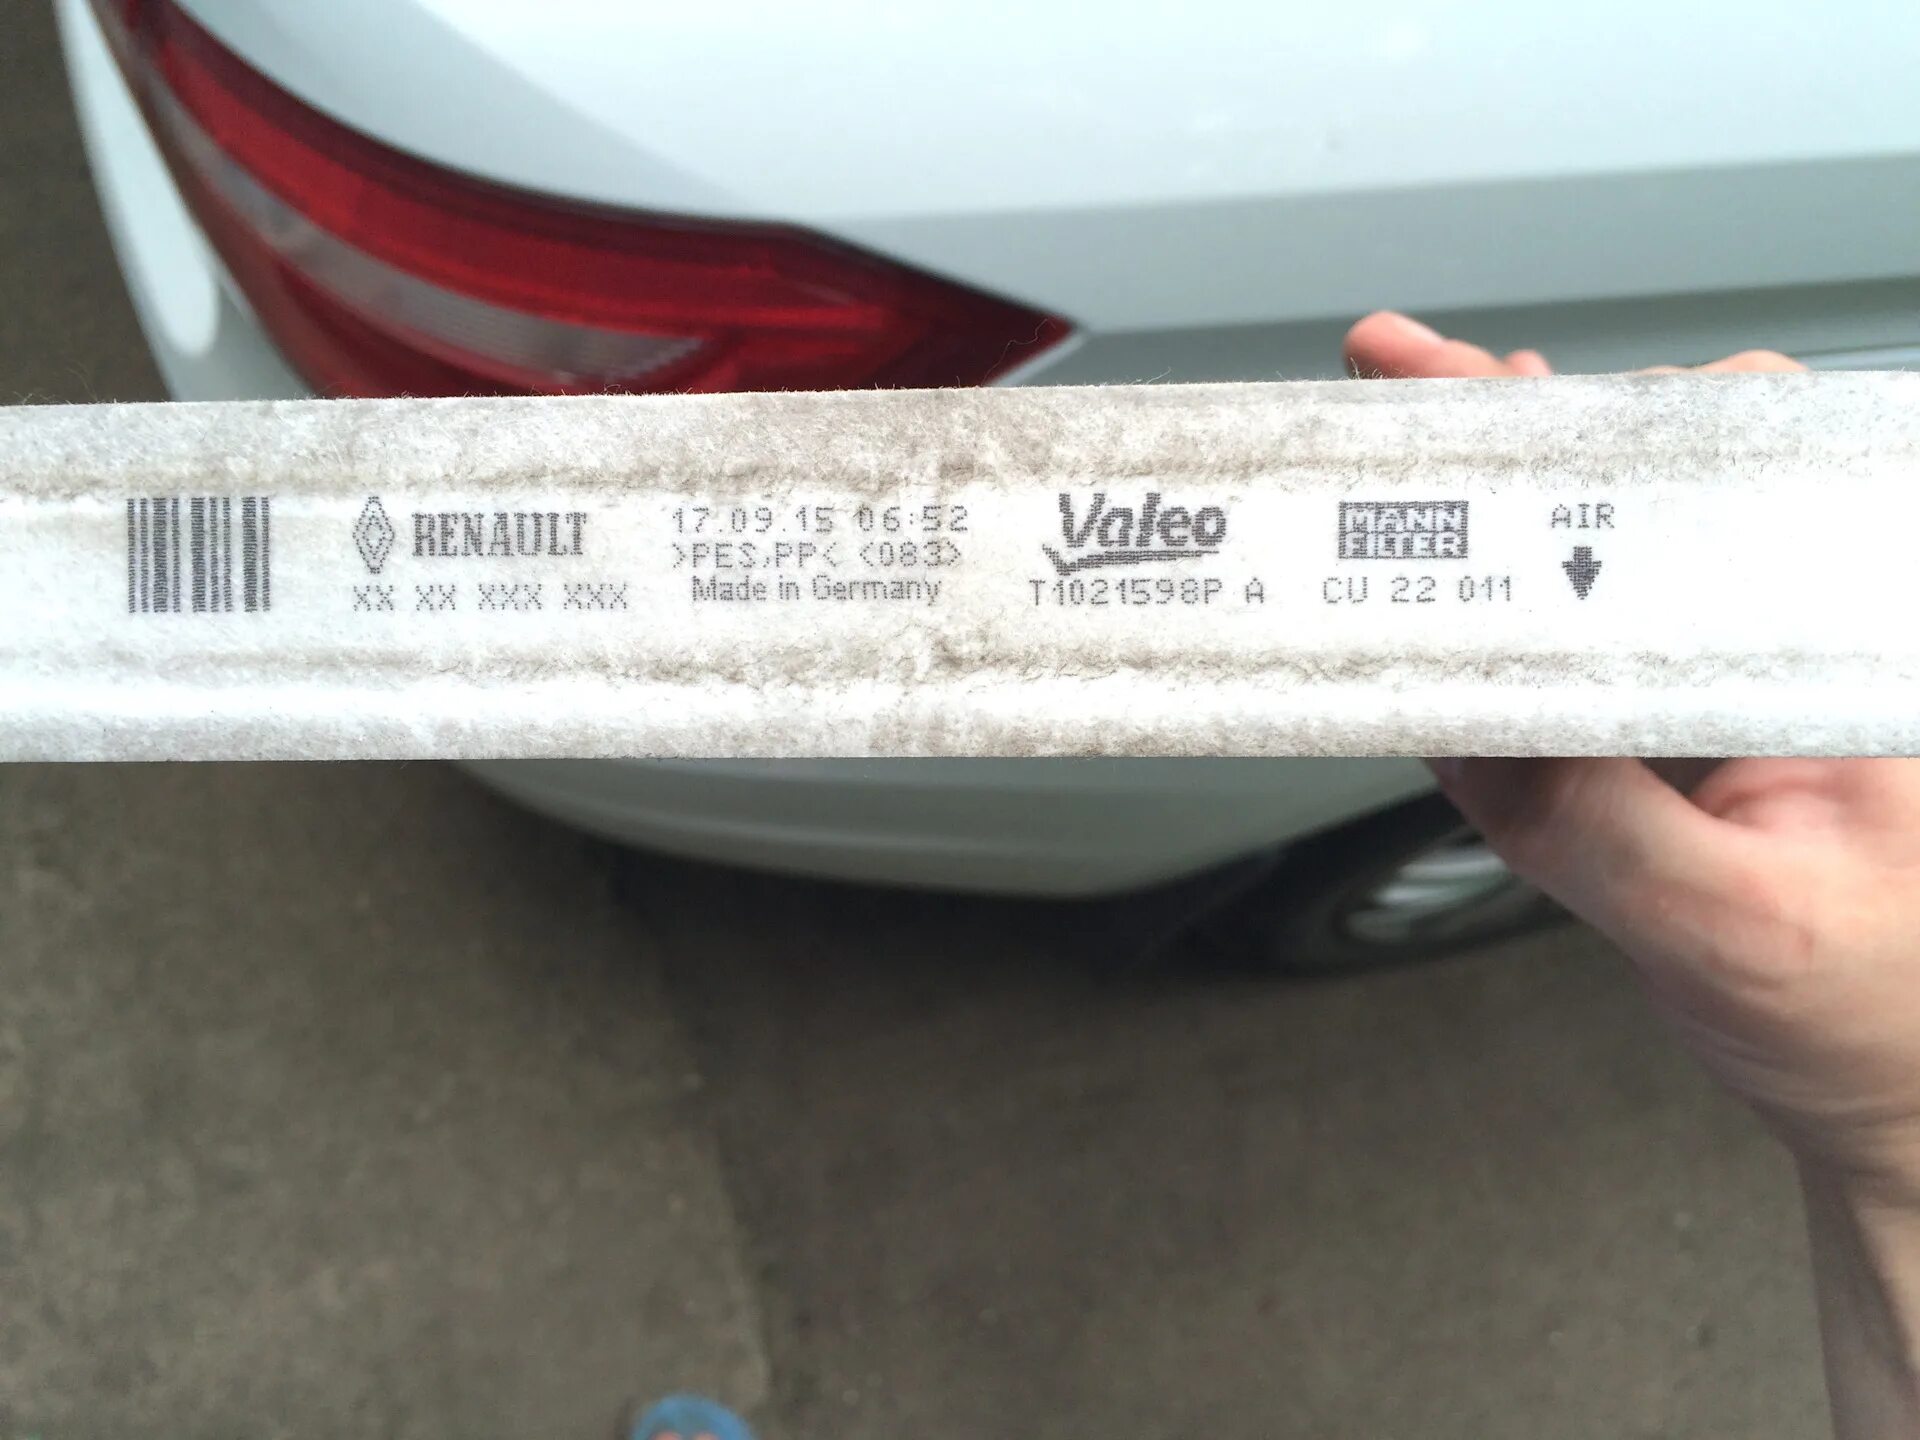 RENAULT
XX XX XXX XXX
17.09.15 06:52
>PES,PP< <083>
Made in Germany
Valeo
T1021598P A
MANN
FILTER
CU 22 011
AIR